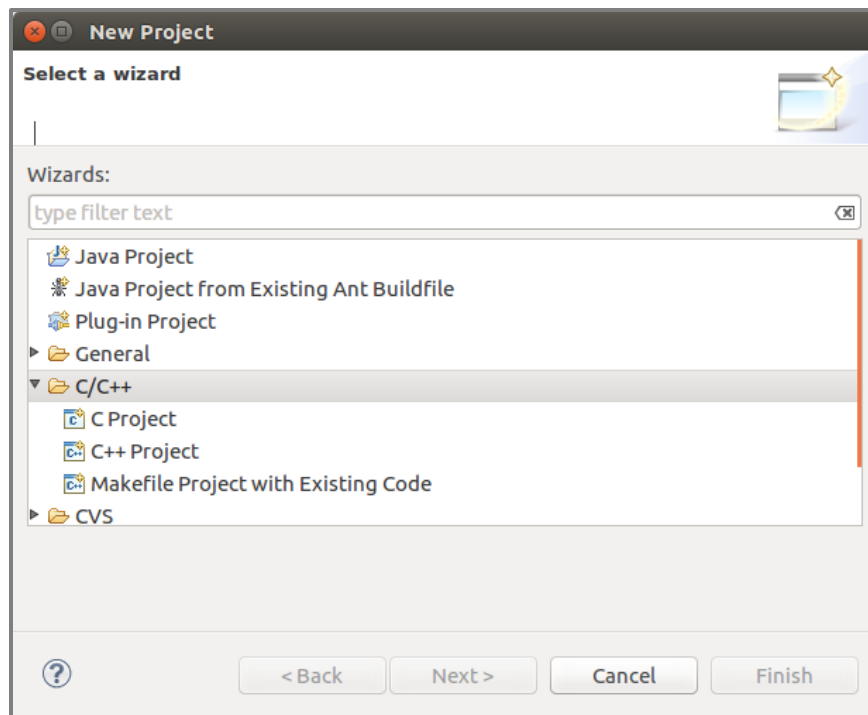 New Project
Select a wizard
Wizards:
type filter text
Java Project
Java Project from Existing Ant Buildfile
Plug-in Project
General
C/C++
C Project
C++ Project
Makefile Project with Existing Code
CVS
< Back Next > Cancel Finish